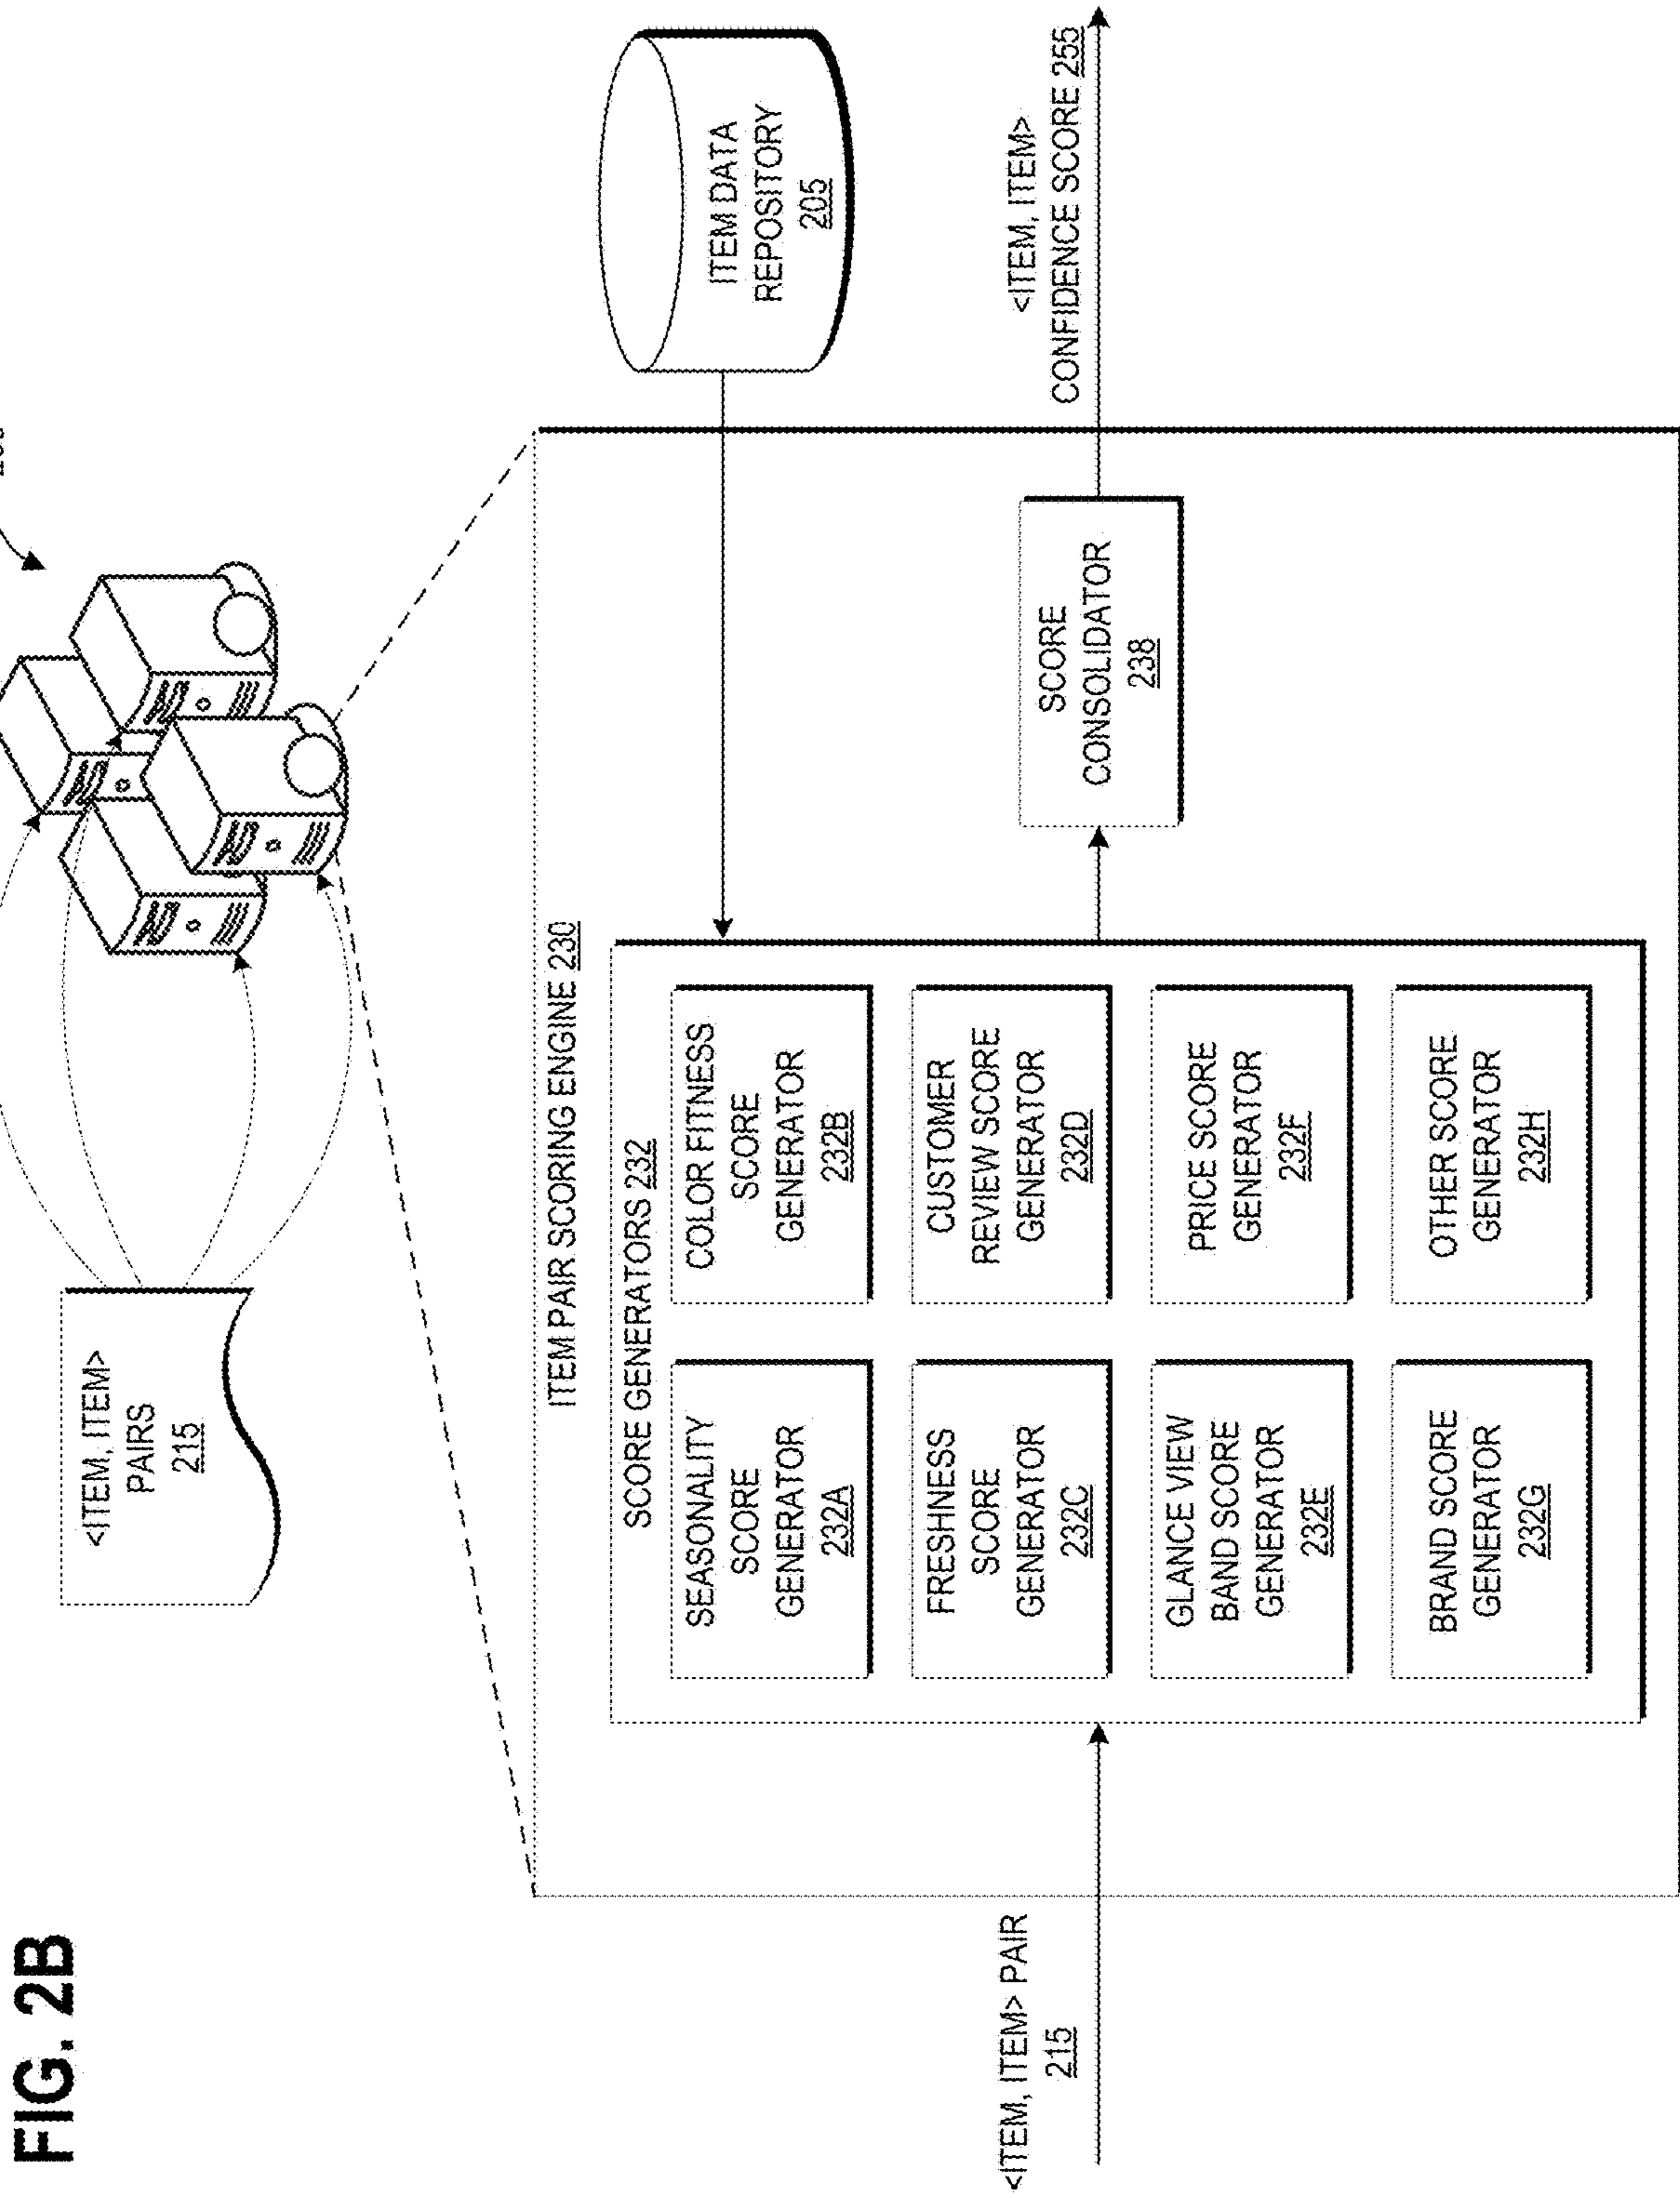 FIG. 2B
<ITEM, ITEM>
PAIRS
215
ITEM PAIR SCORING ENGINE 230
ITEM DATA
REPOSITORY
205
SCORE GENERATORS 232
SEASONALITY
SCORE
GENERATOR
232A
COLOR FITNESS
SCORE
GENERATOR
232B
FRESHNESS
SCORE
GENERATOR
232C
CUSTOMER
REVIEW SCORE
GENERATOR
232D
GLANCE VIEW
BAND SCORE
GENERATOR
232E
PRICE SCORE
GENERATOR
232F
BRAND SCORE
GENERATOR
232G
OTHER SCORE
GENERATOR
232H
<ITEM, ITEM> PAIR
215
SCORE
CONSOLIDATOR
238
<ITEM, ITEM>
CONFIDENCE SCORE 255